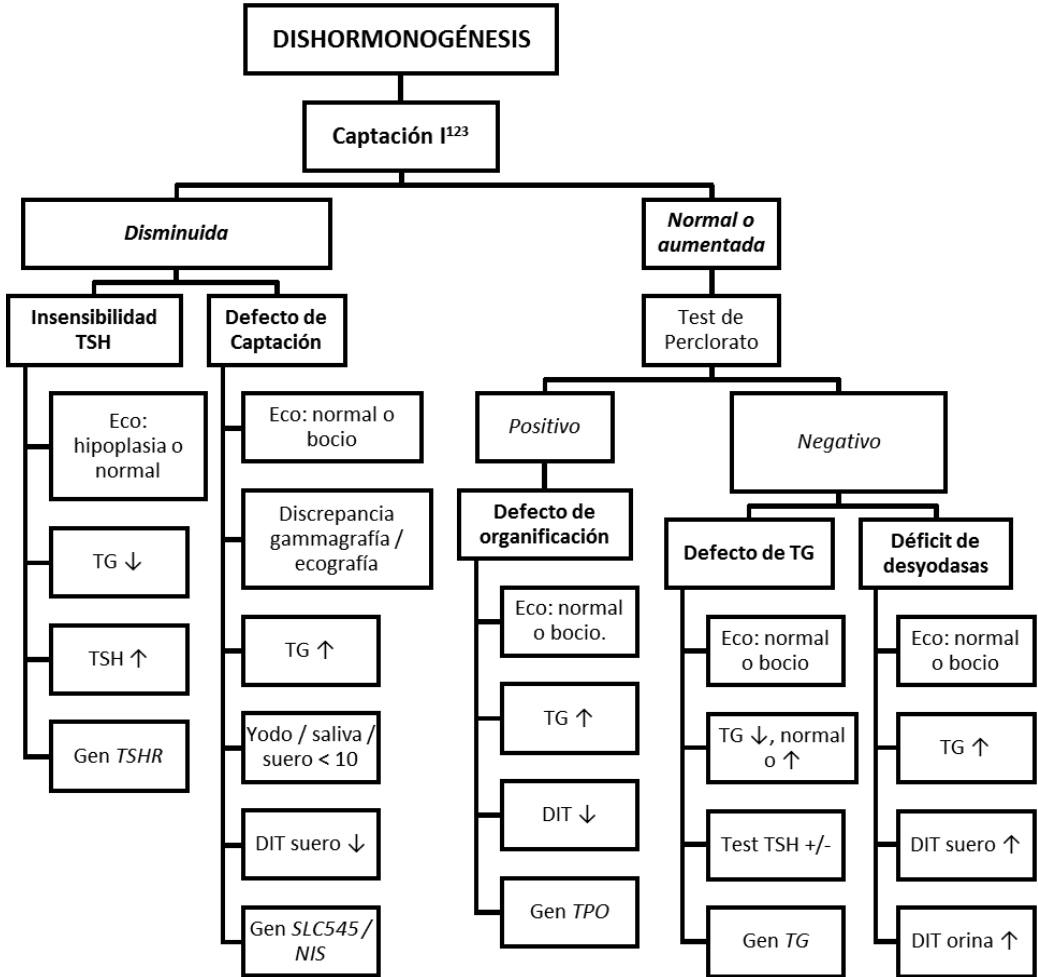 DISHORMONOGÉNESIS
Captación I¹²³
Disminuida
Normal o
aumentada
Insensibilidad
TSH
Defecto de
Captación
Test de
Perclorato
Eco:
hipoplasia o
normal
TG ↓
TSH ↑
Gen TSHR
Eco: normal o
bocio
Discrepancia
gammagrafía /
ecografía
TG ↑
Yodo / saliva /
suero < 10
DIT suero ↓
Gen SLC545 /
NIS
Positivo
Negativo
Defecto de
organificación
Eco: normal
o bocio.
TG ↑
DIT ↓
Gen TPO
Defecto de TG
Eco: normal
o bocio
TG ↓, normal
o ↑
Test TSH +/-
Gen TG
Déficit de
desyodasas
Eco: normal
o bocio
TG ↑
DIT suero ↑
DIT orina ↑